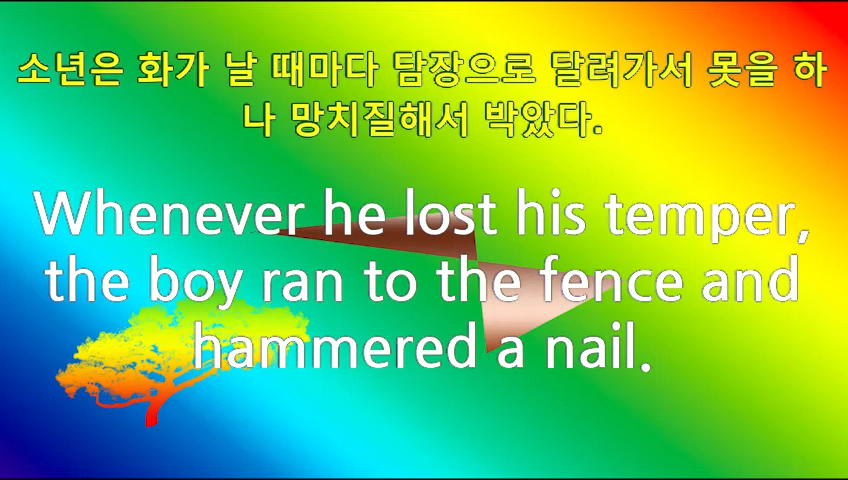 소년은 화가 날 때마다 탐장으로 달려가서 못을 하
나 망치질해서 박았다.
Whenever he lost his temper,
the boy ran to the fence and
hammered a nail.